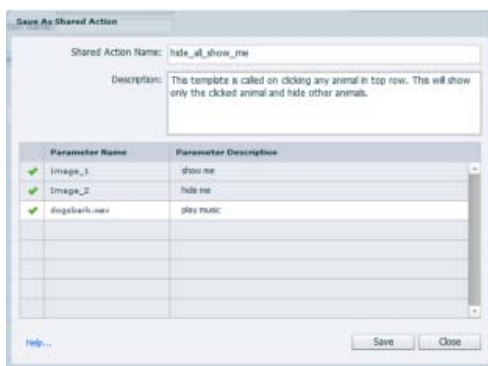 Save As Shared Action
Shared Action Name: hide_all_show_me
Description: This template is called on clicking any animal in top row. This will show
only the clicked animal and hide other animals.
Parameter Name Parameter Description
Image_1 show me
Image_2 hide me
dogsbark.wav play music
Help... Save Close